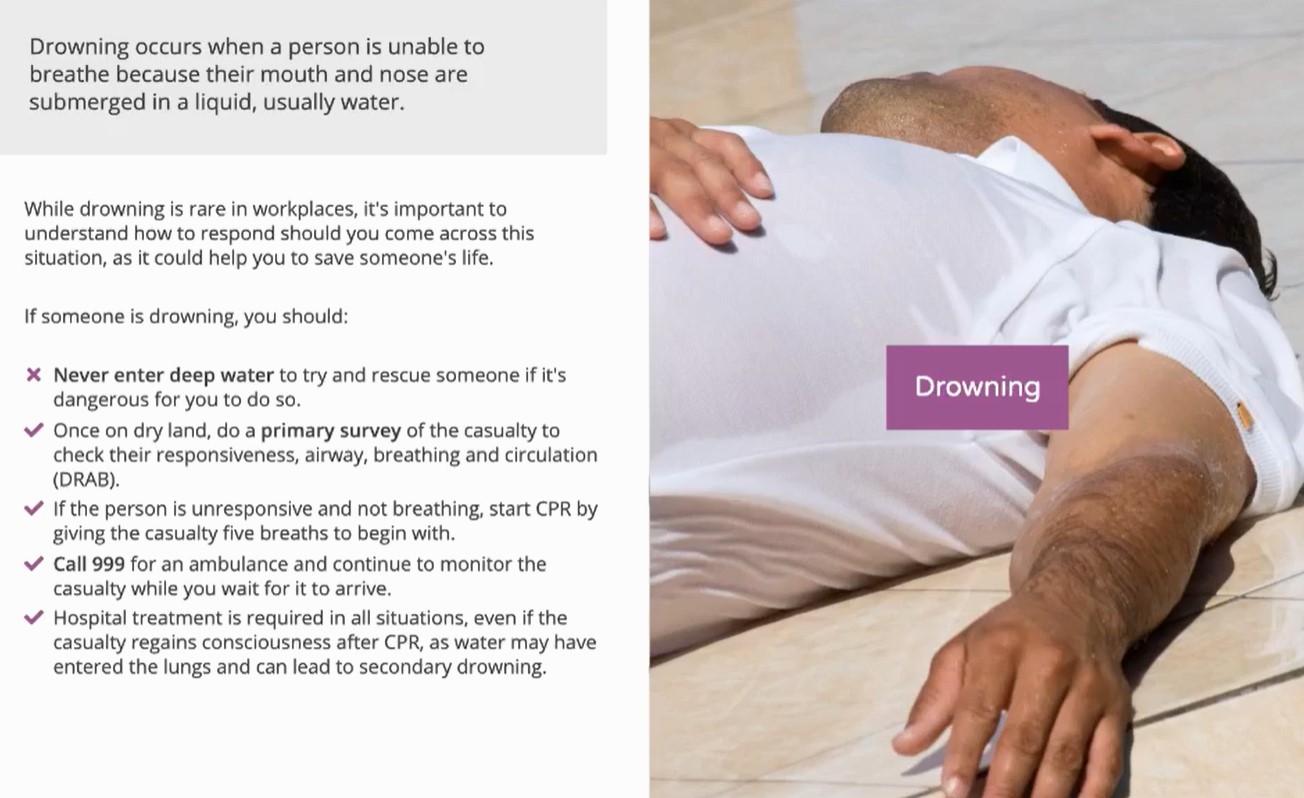 Drowning occurs when a person is unable to
breathe because their mouth and nose are
submerged in a liquid, usually water.
While drowning is rare in workplaces, it's important to
understand how to respond should you come across this
situation, as it could help you to save someone's life.
If someone is drowning, you should:
Never enter deep water to try and rescue someone if it's
dangerous for you to do so.
Once on dry land, do a primary survey of the casualty to
check their responsiveness, airway, breathing and circulation
(DRAB).
If the person is unresponsive and not breathing, start CPR by
giving the casualty five breaths to begin with.
Call 999 for an ambulance and continue to monitor the
casualty while you wait for it to arrive.
Hospital treatment is required in all situations, even if the
casualty regains consciousness after CPR, as water may have
entered the lungs and can lead to secondary drowning.
Drowning